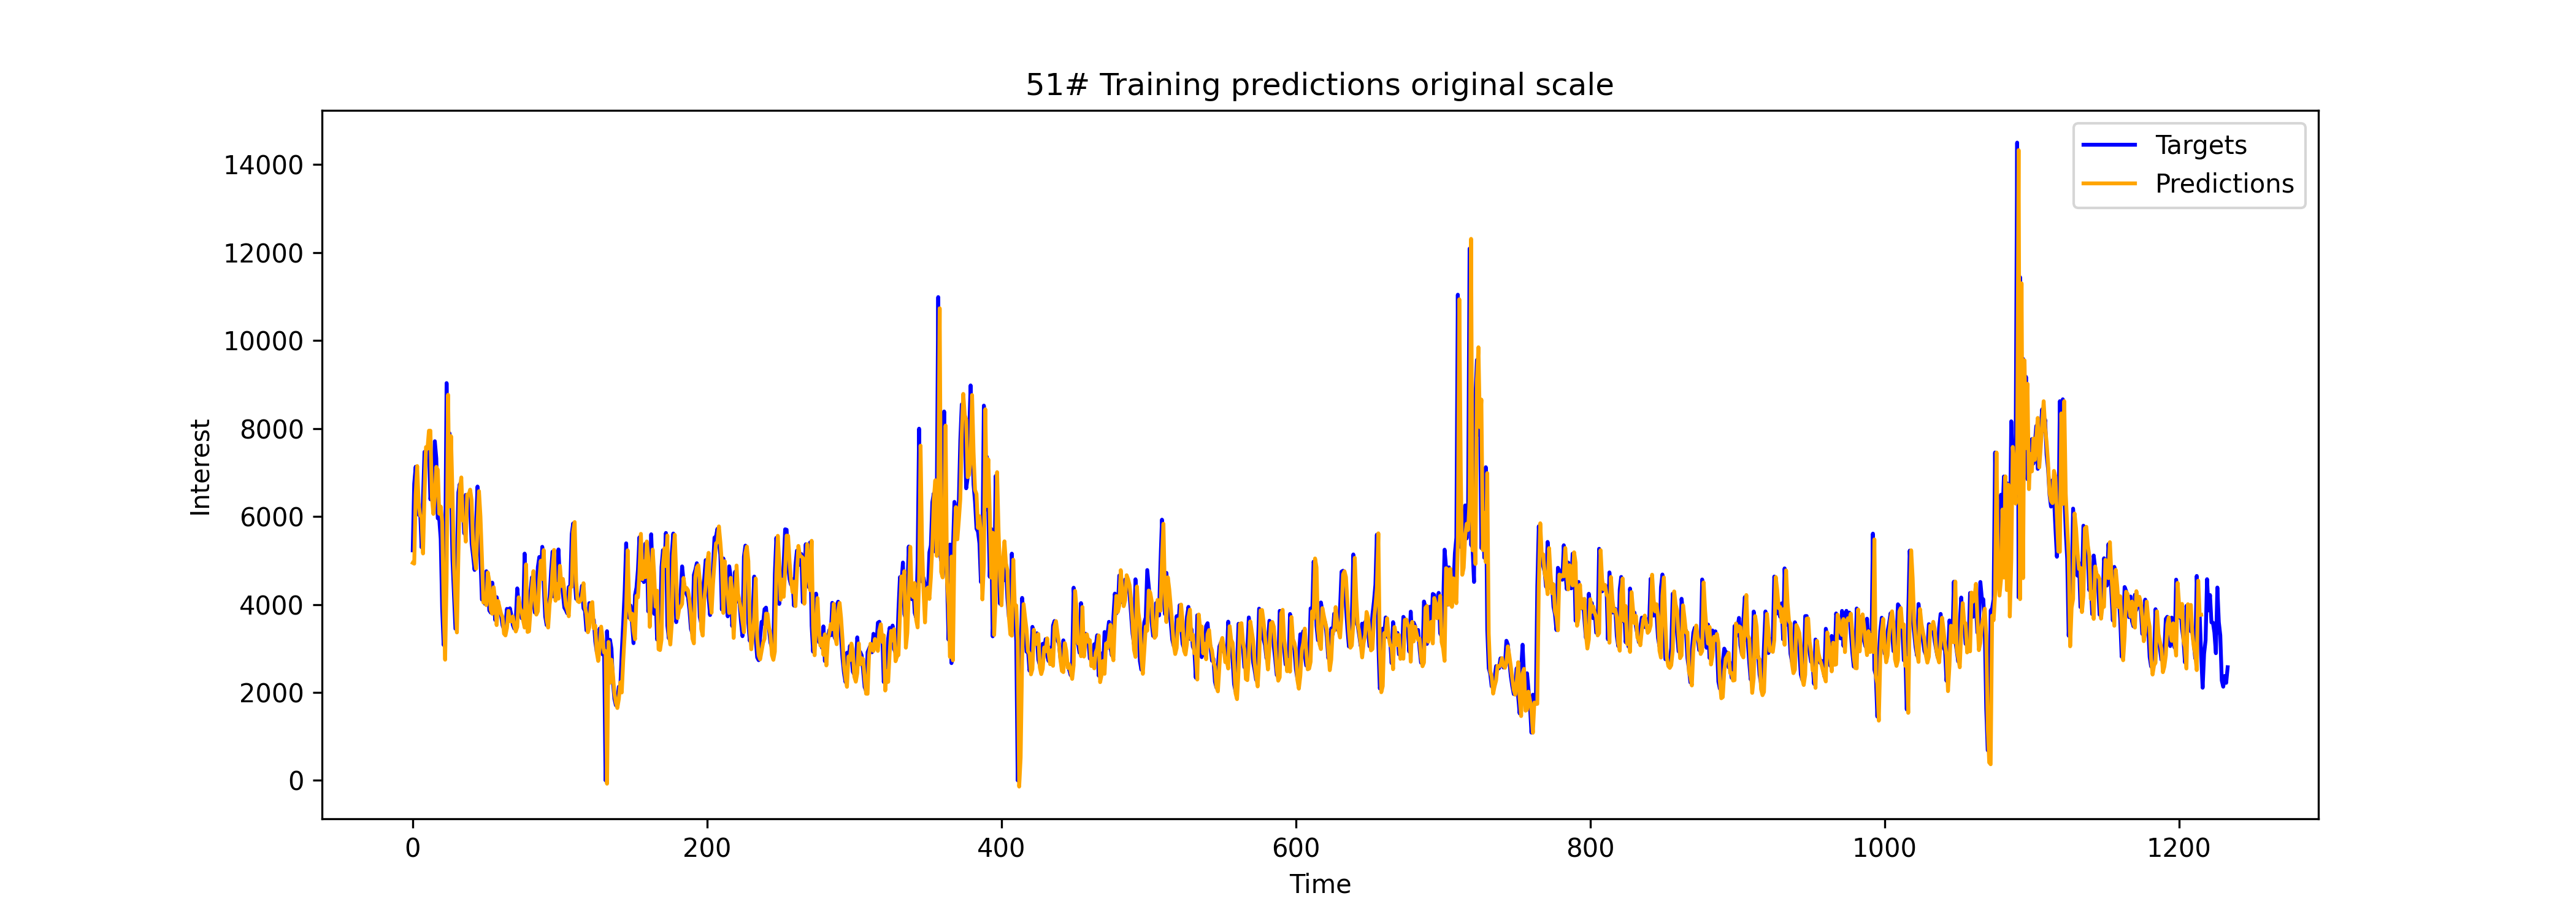 51# Training predictions original scale
Targets
Predictions
14000
12000
10000
8000
6000
4000
2000
0
Interest
0 200 400 600 800 1000 1200
Time